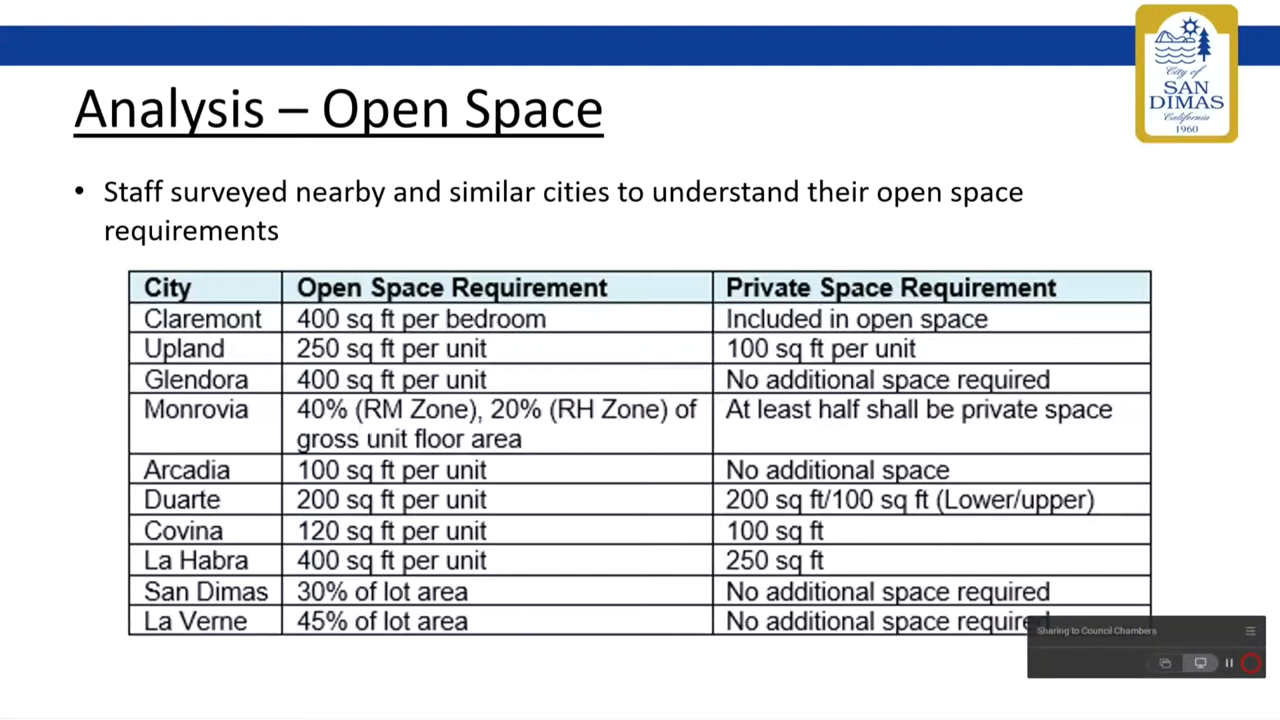 City of
SAN
DIMAS
California
1960
Analysis – Open Space
• Staff surveyed nearby and similar cities to understand their open space
requirements
City Open Space Requirement Private Space Requirement
Claremont 400 sq ft per bedroom Included in open space
Upland 250 sq ft per unit 100 sq ft per unit
Glendora 400 sq ft per unit No additional space required
Monrovia 40% (RM Zone), 20% (RH Zone) of At least half shall be private space
gross unit floor area
Arcadia 100 sq ft per unit No additional space
Duarte 200 sq ft per unit 200 sq ft/100 sq ft (Lower/upper)
Covina 120 sq ft per unit 100 sq ft
La Habra 400 sq ft per unit 250 sq ft
San Dimas 30% of lot area No additional space required
La Verne 45% of lot area No additional space required
Sharing to Council Chambers